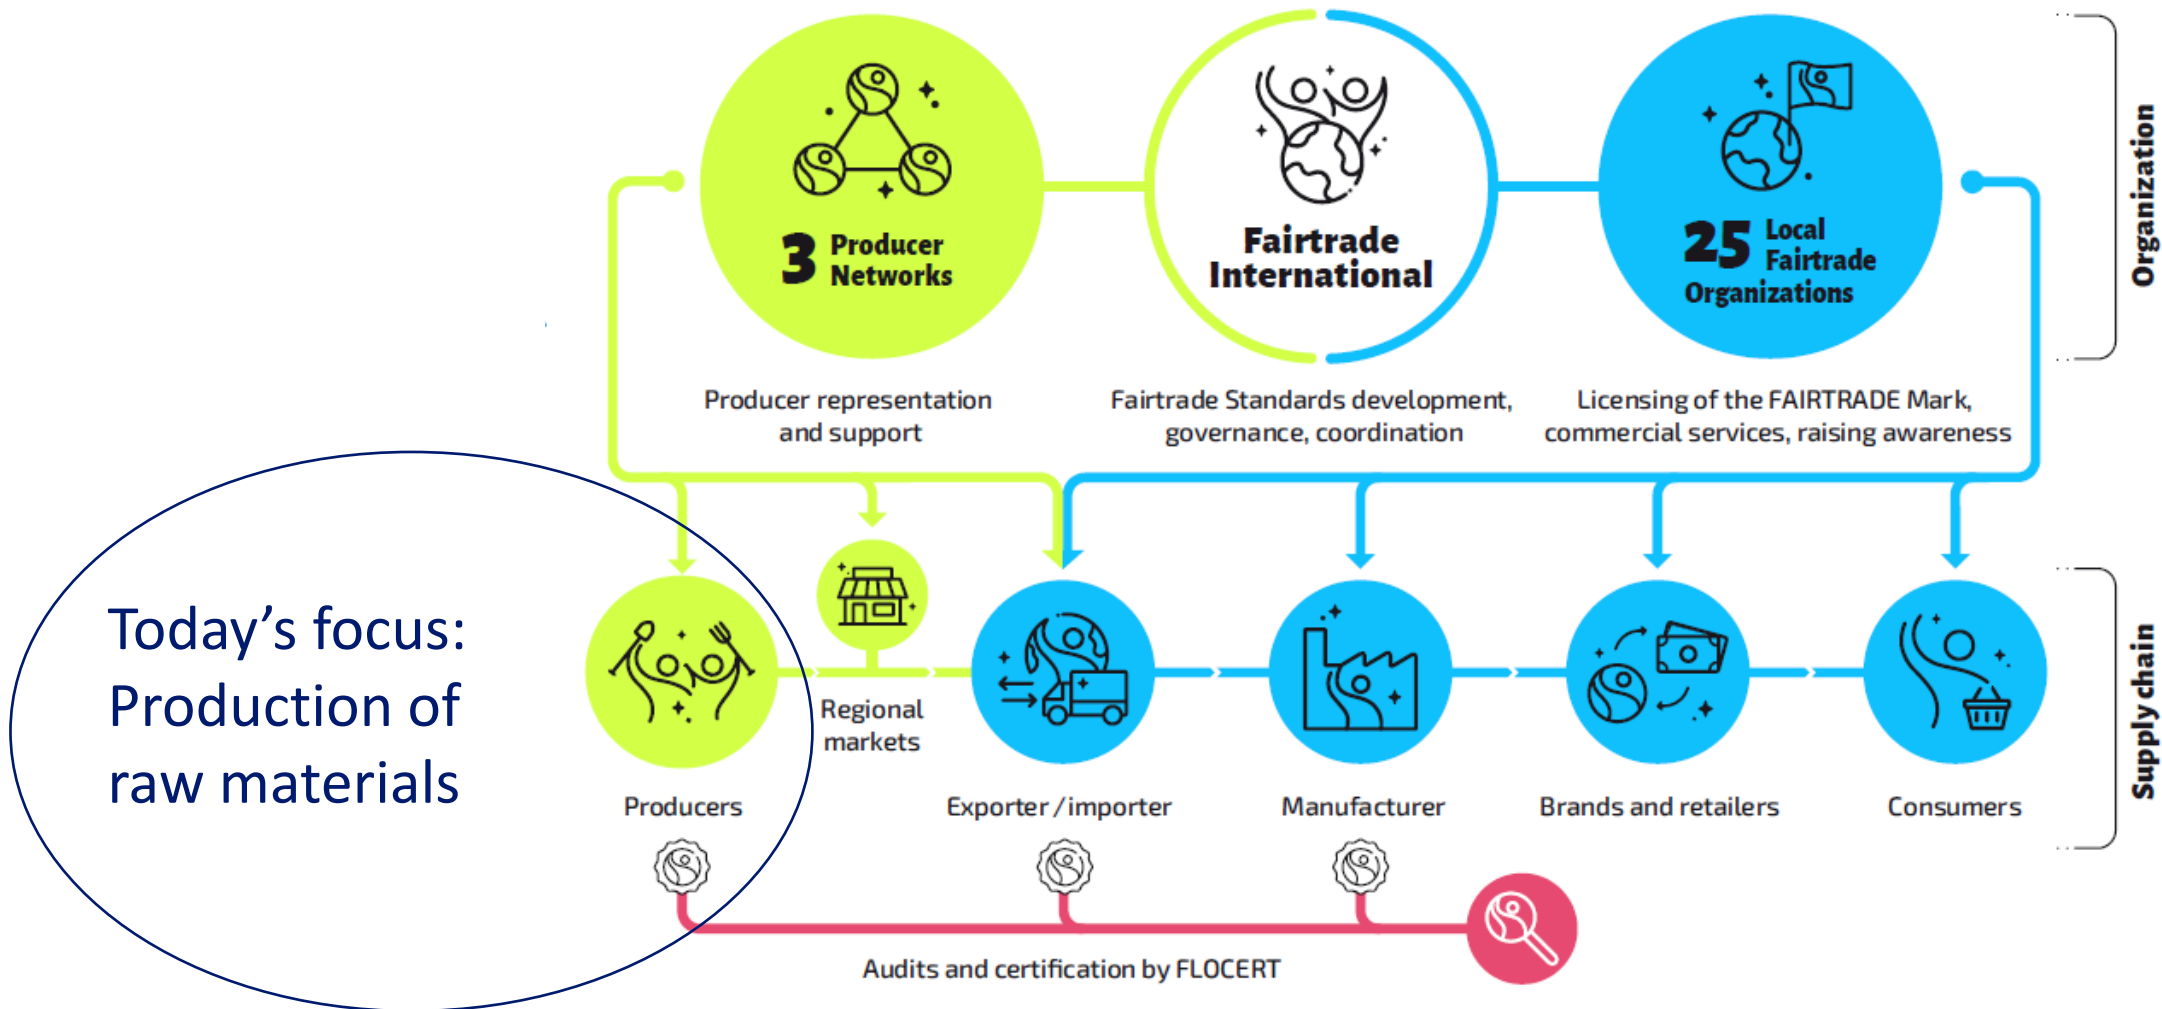 3 Producer
Networks
Fairtrade
International
25 Local
Fairtrade
Organizations
Organization
Producer representation
and support
Fairtrade Standards development,
governance, coordination
Licensing of the FAIRTRADE Mark,
commercial services, raising awareness
Today's focus:
Production of
raw materials
Regional
markets
Producers
Exporter/importer
Manufacturer
Brands and retailers
Consumers
Supply chain
Audits and certification by FLOCERT